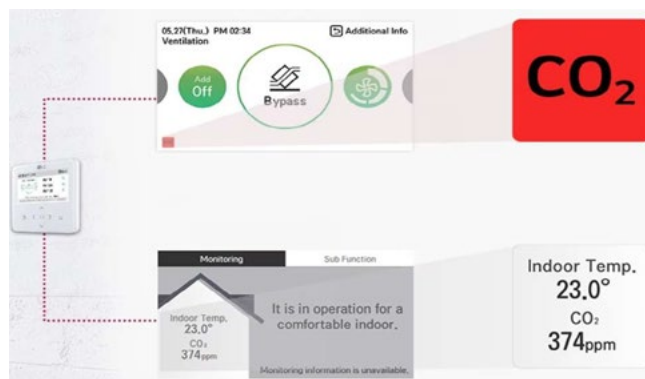 05.27(Thu.) PM 02:34
Additional Info
Ventilation
Add
Off
Bypass
CO₂
Monitoring
Sub Function
Indoor Temp.
23.0°
CO₂
374ppm
It is in operation for a
comfortable indoor.
Monitoring information is unavailable.
Indoor Temp.
23.0°
CO₂
374ppm